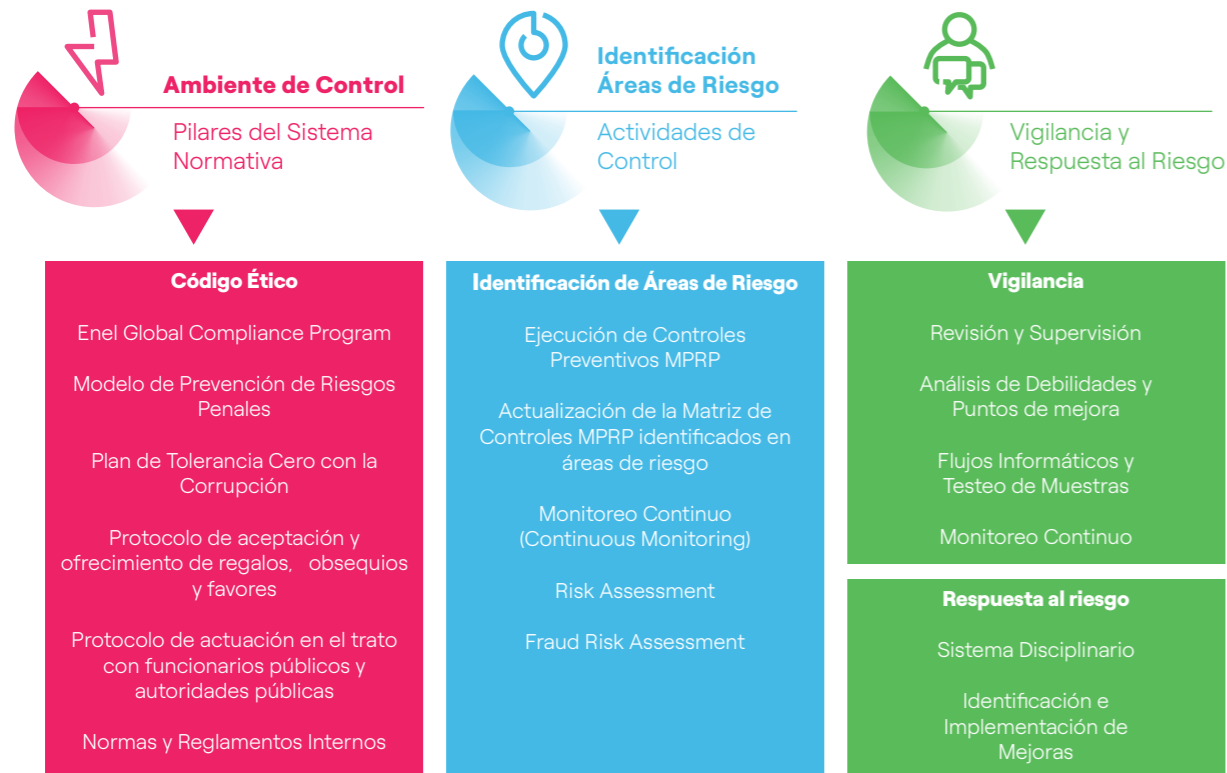 Ambiente de Control
Pilares del Sistema
Normativa
Identificación
Áreas de Riesgo
Actividades de
Control
Vigilancia y
Respuesta al Riesgo
Código Ético
Enel Global Compliance Program
Modelo de Prevención de Riesgos
Penales
Plan de Tolerancia Cero con la
Corrupción
Protocolo de aceptación y
ofrecimiento de regalos, obsequios
y favores
Protocolo de actuación en el trato
con funcionarios públicos y
autoridades públicas
Normas y Reglamentos Internos
Identificación de Áreas de Riesgo
Ejecución de Controles
Preventivos MPRP
Actualización de la Matriz de
Controles MPRP identificados en
áreas de riesgo
Monitoreo Continuo
(Continuous Monitoring)
Risk Assessment
Fraud Risk Assessment
Vigilancia
Revisión y Supervisión
Análisis de Debilidades y
Puntos de mejora
Flujos Informáticos y
Testeo de Muestras
Monitoreo Continuo
Respuesta al riesgo
Sistema Disciplinario
Identificación e
Implementación de
Mejoras